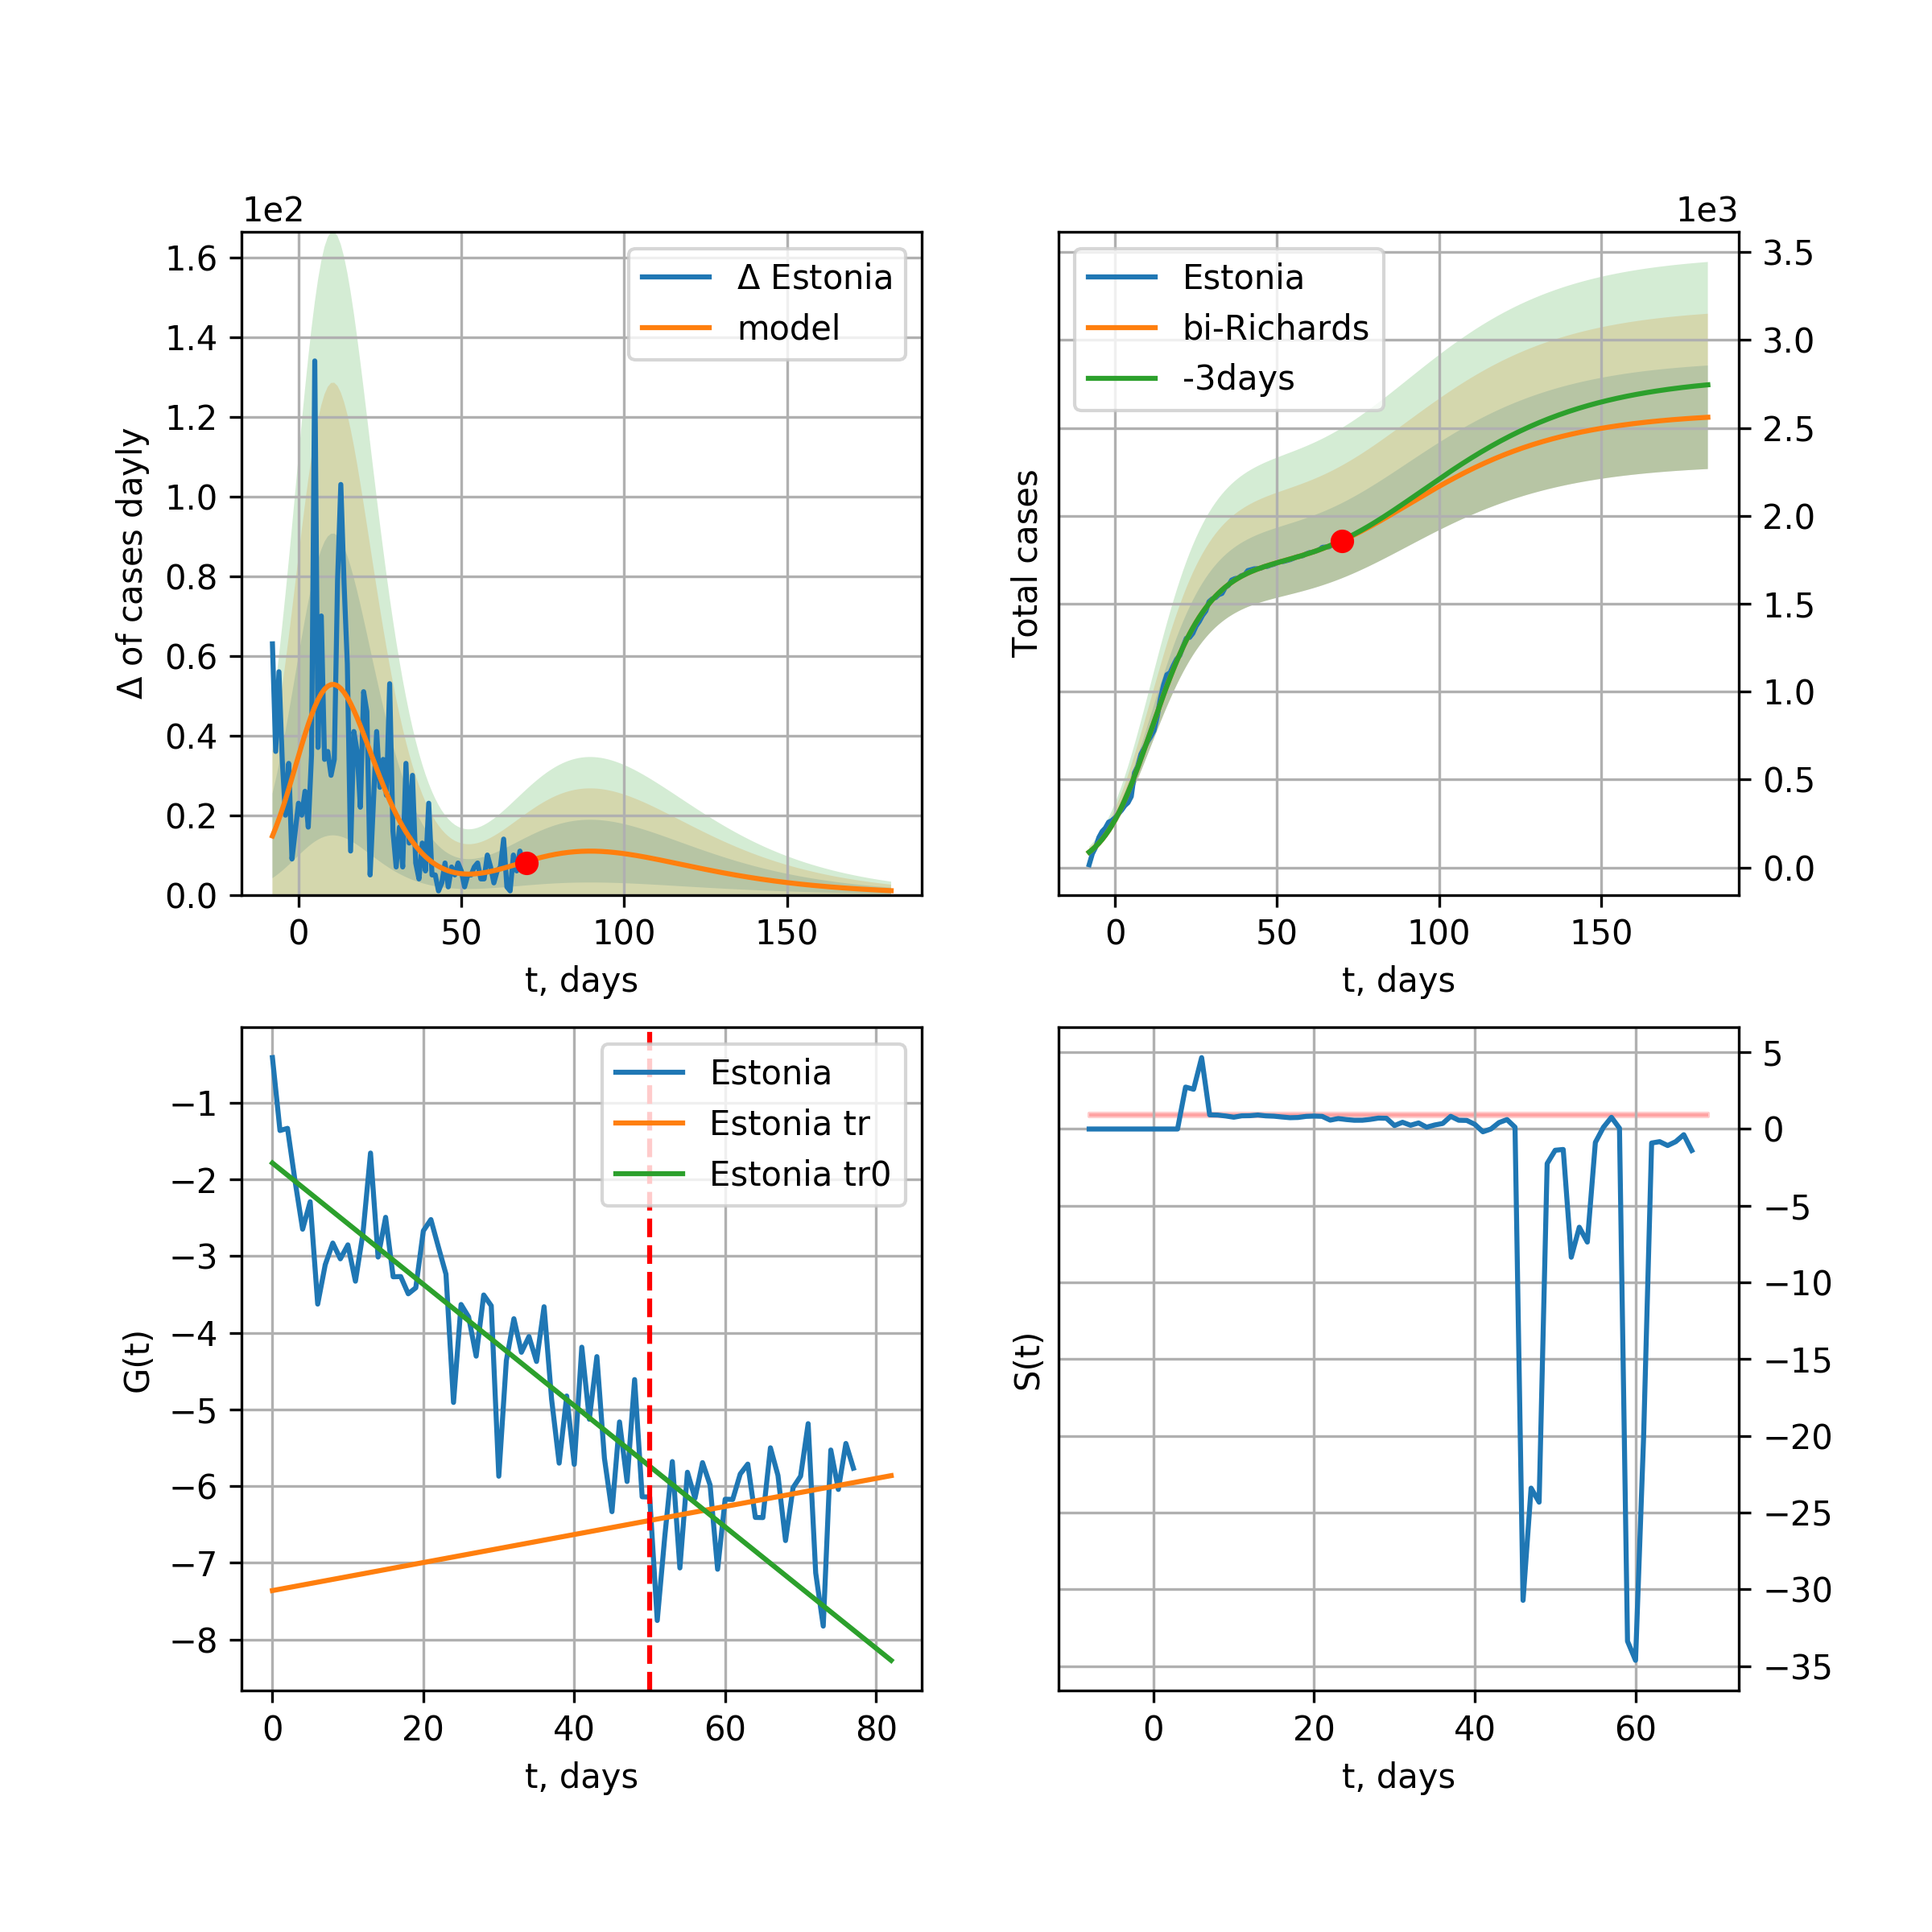 1e2
Δ of cases dayly
1.6
1.4
1.2
1.0
0.8
0.6
0.4
0.2
0.0
Δ Estonia
model
0 50 100 150
t, days
1e3
Total cases
Estonia
bi-Richards
-3days
3.5
3.0
2.5
2.0
1.5
1.0
0.5
0.0
0 50 100 150
t, days
G(t)
−1
−2
−3
−4
−5
−6
−7
−8
Estonia
Estonia tr
Estonia tr0
0 20 40 60 80
t, days
S(t)
5
0
−5
−10
−15
−20
−25
−30
−35
0 20 40 60
t, days